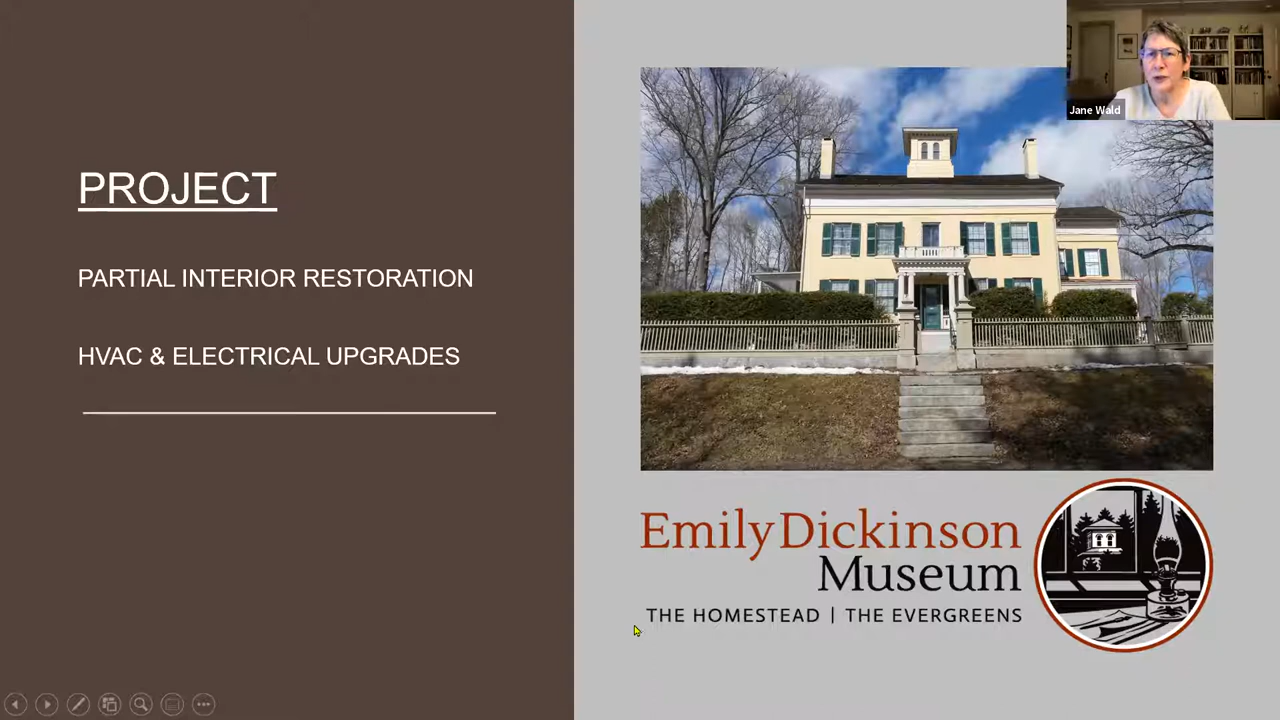 PROJECT
PARTIAL INTERIOR RESTORATION
HVAC & ELECTRICAL UPGRADES
Jane Wald
Emily Dickinson
Museum
THE HOMESTEAD | THE EVERGREENS